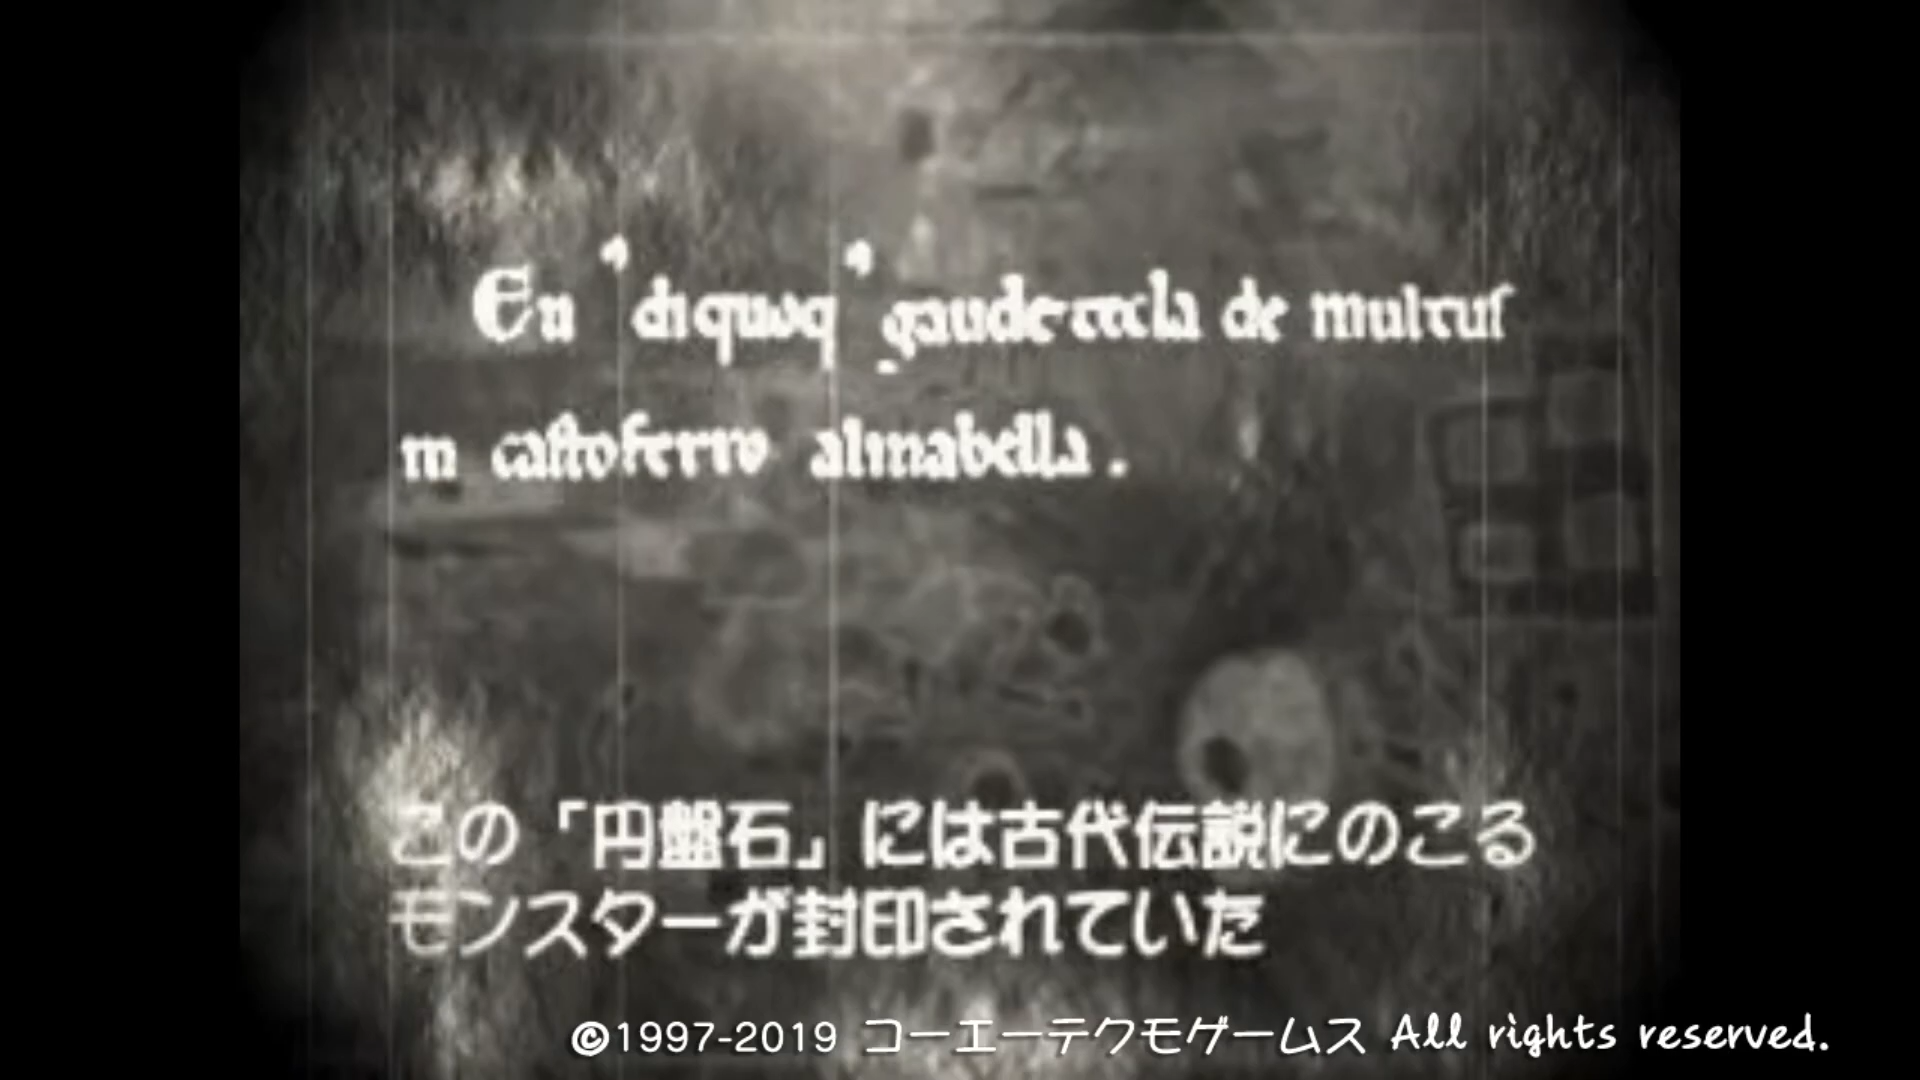 En "diquoq" gaudetecla de multuſ
in caſtoferro alinabella.
この「円盤石」には古代伝説にのこる
モンスターが封印されていた
©1997-2019 コーエーテクモゲームス All rights reserved.